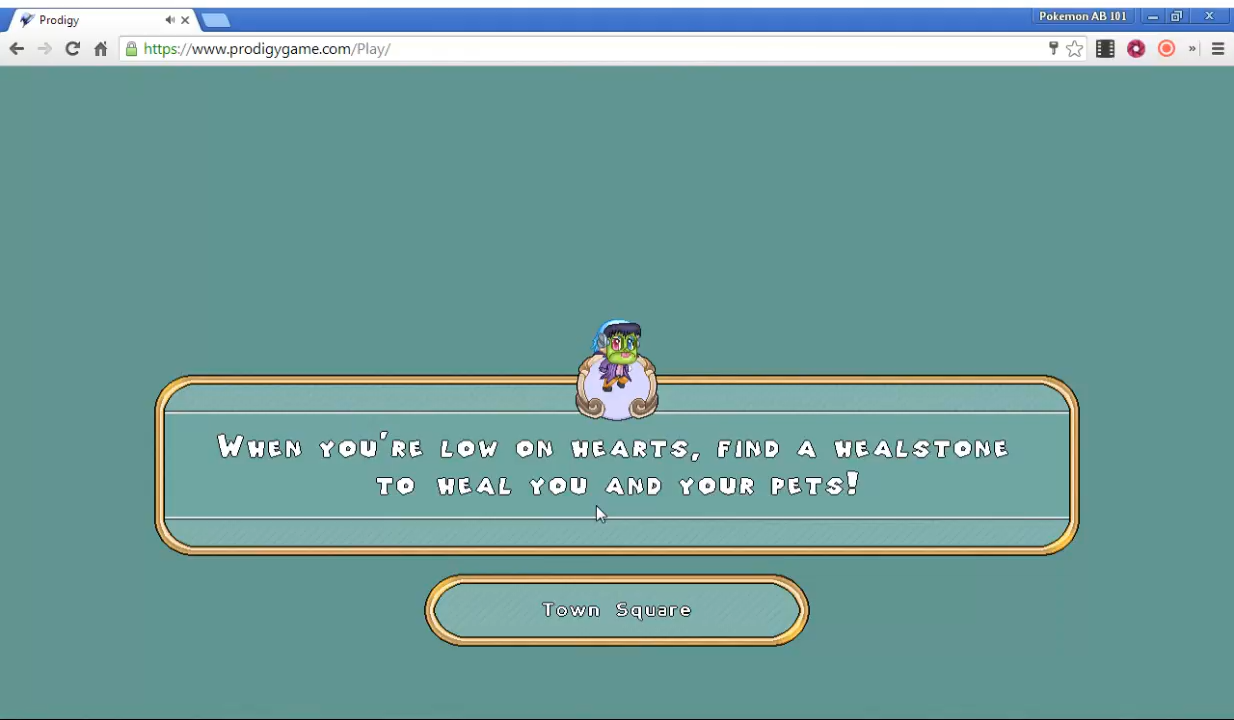 Prodigy
Pokemon AB 101
https://www.prodigygame.com/Play/
When you're low on hearts, find a healstone
to heal you and your pets!
Town Square